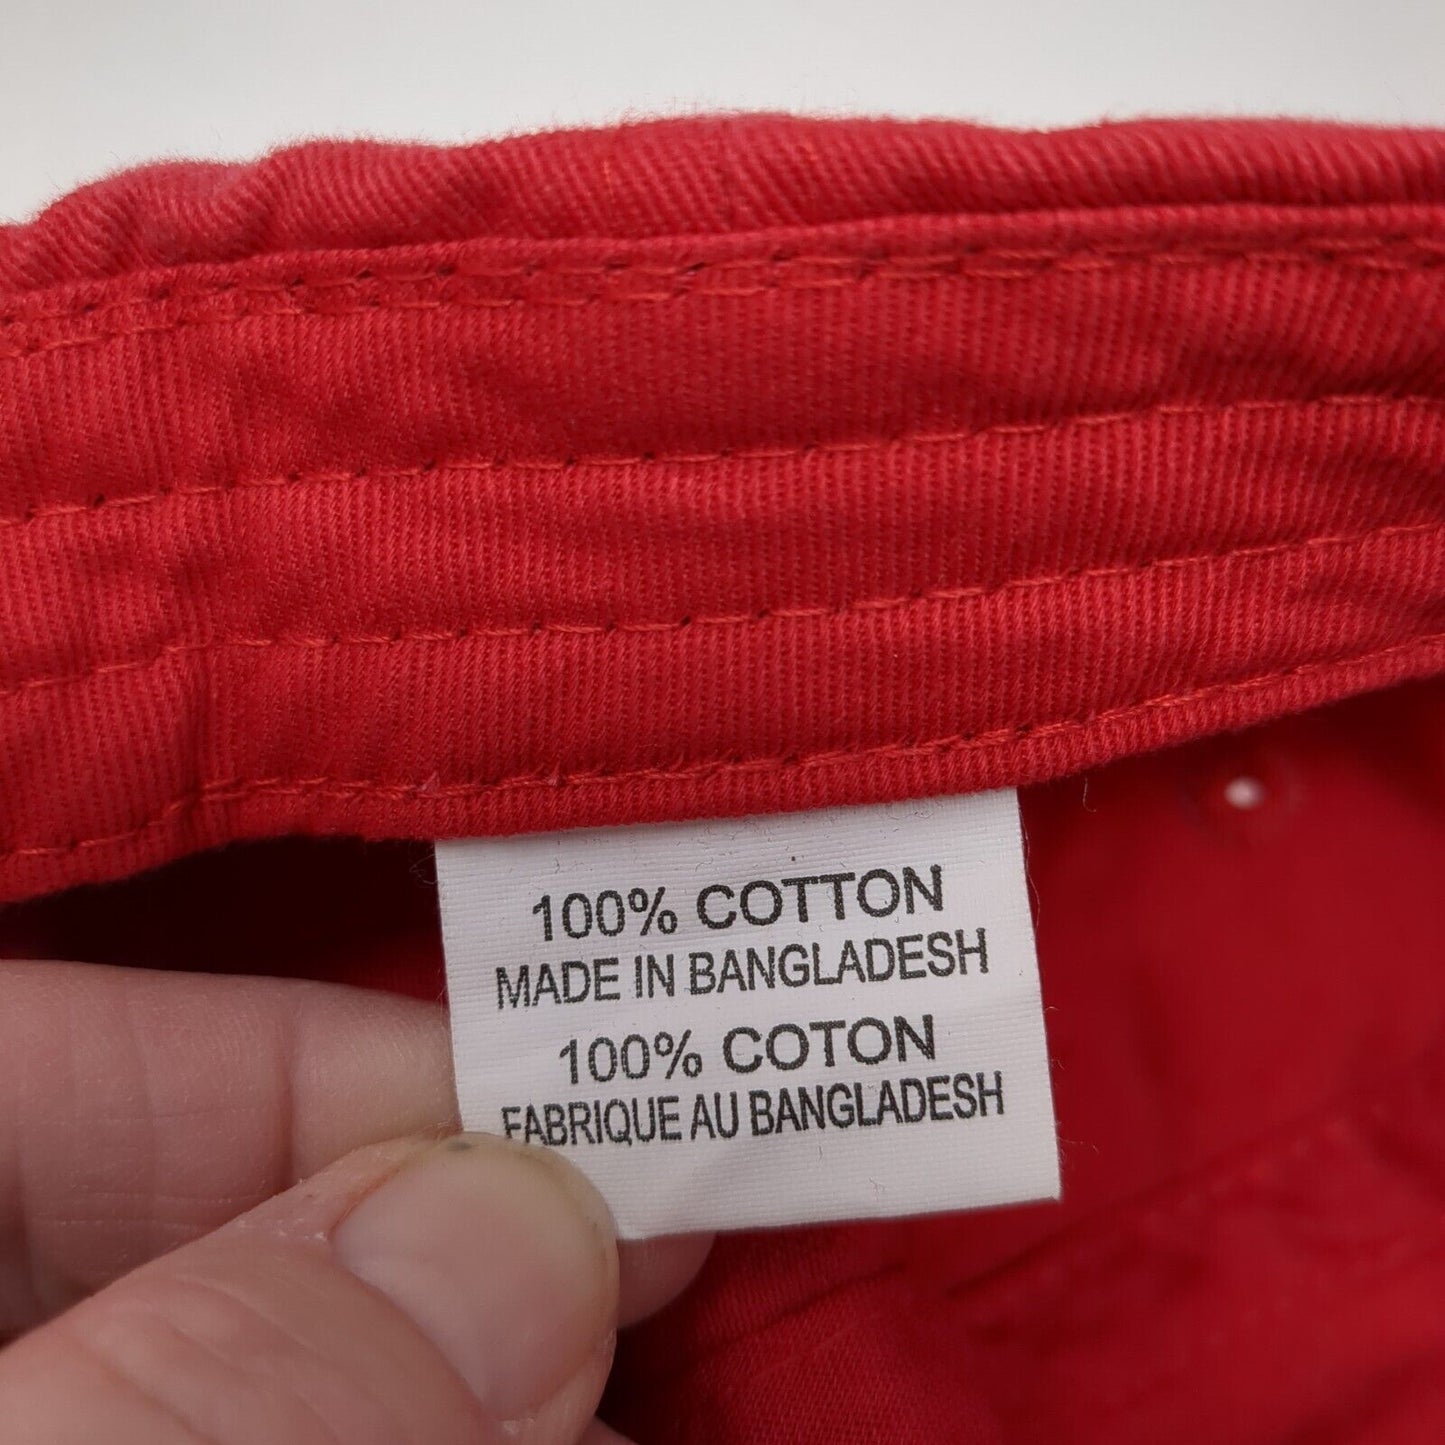 100% COTTON
MADE IN BANGLADESH
100% COTON
FABRIQUE AU BANGLADESH